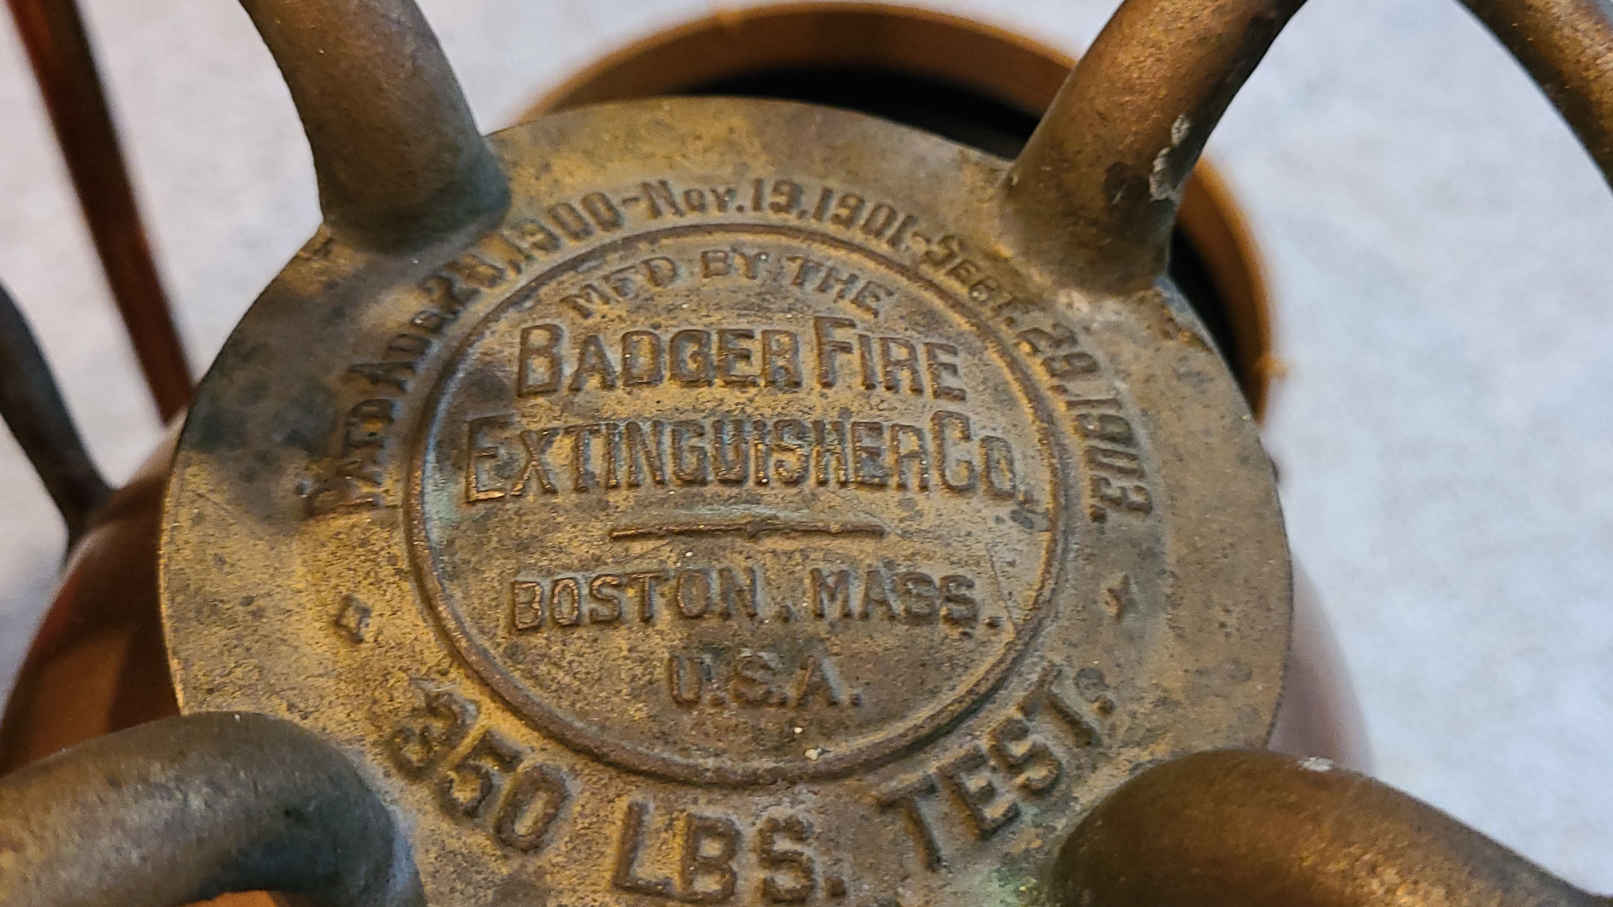 PAT'D AUG. 28, 1900-NOV. 19, 1901.-SEPT. 29, 1903.
MF'D BY THE
BADGER FIRE
EXTINGUISHER CO.,
BOSTON, MASS.
U.S.A.
350 LBS. TEST.